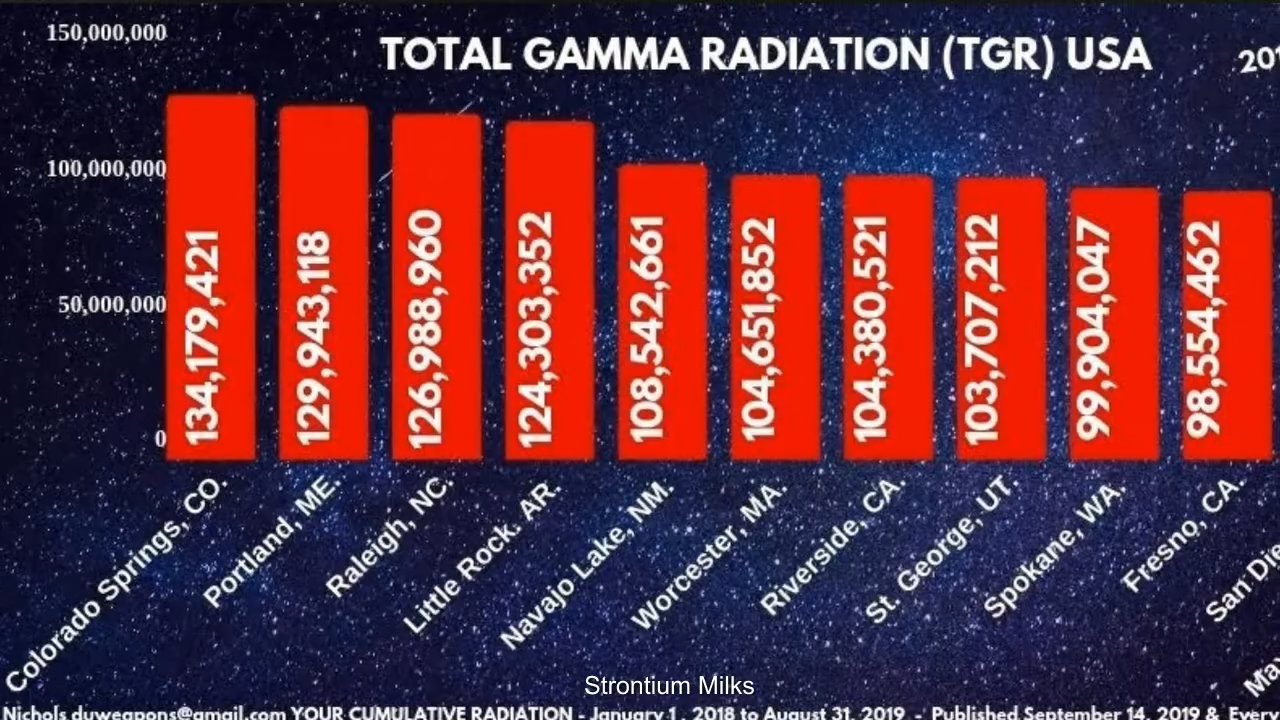 150,000,000
TOTAL GAMMA RADIATION (TGR) USA
100,000,000
50,000,000
0
134,179,421
129,943,118
126,988,960
124,303,352
108,542,661
104,651,852
104,380,521
103,707,212
99,904,047
98,554,462
Colorado Springs, CO.
Portland, ME.
Raleigh, NC.
Little Rock. AR.
Navajo Lake, NM.
Worcester, MA.
Riverside, CA.
St. George, UT.
Spokane, WA.
Fresno, CA.
San Die
Strontium Milks
Nichols duweapons@gmail.com YOUR CUMULATIVE RADIATION - January 1, 2018 to August 31, 2019 - Published September 14, 2019 & Every